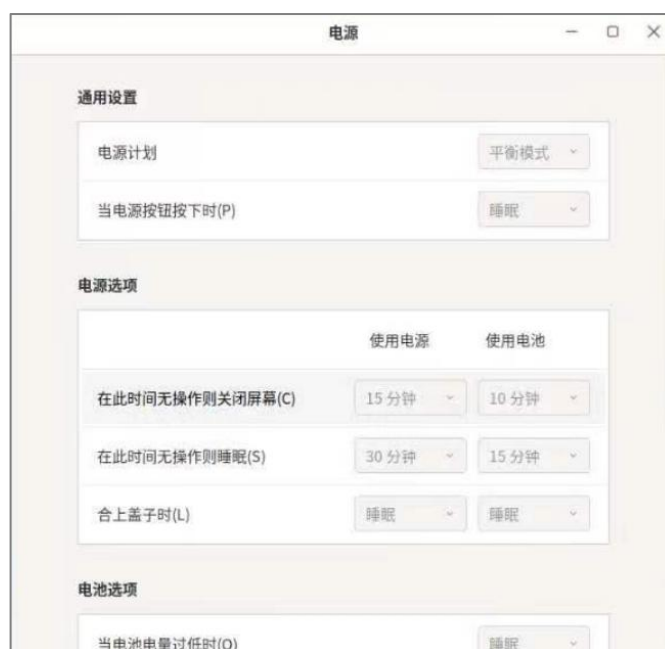 电源
通用设置
电源计划 平衡模式
当电源按钮按下时(P) 睡眠
电源选项
使用电源 使用电池
在此时间无操作则关闭屏幕(C) 15 分钟 10 分钟
在此时间无操作则睡眠(S) 30 分钟 15 分钟
合上盖子时(L) 睡眠 睡眠
电池选项
当电池电量过低时(O) 睡眠